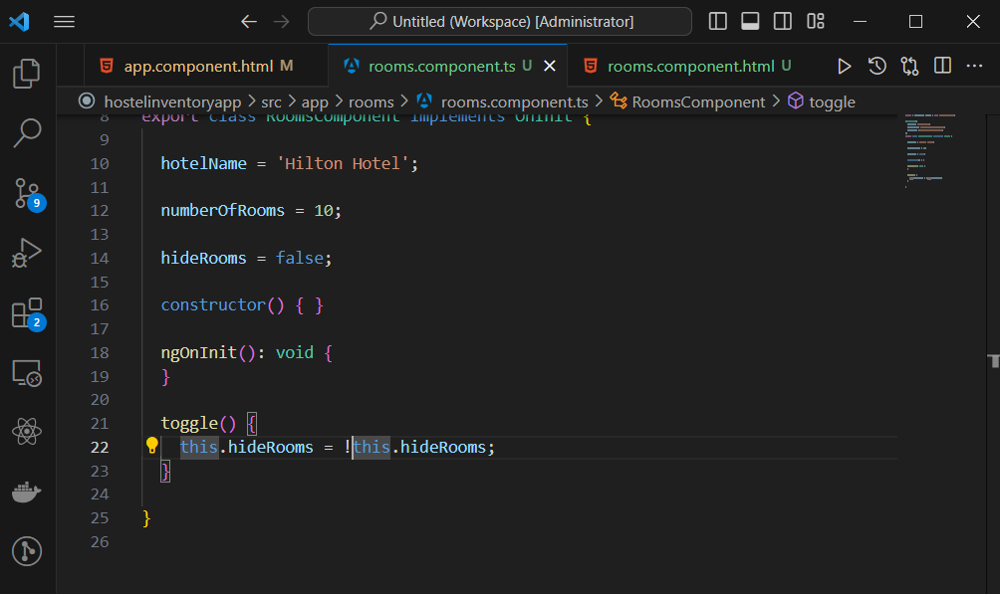 Untitled (Workspace) [Administrator]
app.component.html M
rooms.component.ts U
rooms.component.html U
hostelinventoryapp > src > app > rooms > rooms.component.ts > RoomsComponent > toggle
8 export class RoomsComponent implements OnInit {
9
10 hotelName = 'Hilton Hotel';
11
12 numberOfRooms = 10;
13
14 hideRooms = false;
15
16 constructor() { }
17
18 ngOnInit(): void {
19 }
20
21 toggle() {
22 this.hideRooms = !this.hideRooms;
23 }
24
25 }
26
9
2